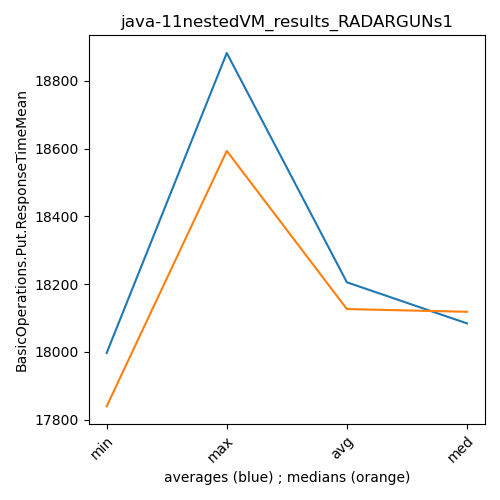 java-11nestedVM_results_RADARGUNs1
BasicOperations.Put.ResponseTimeMean
18800
18600
18400
18200
18000
17800
min
max
avg
med
averages (blue) ; medians (orange)